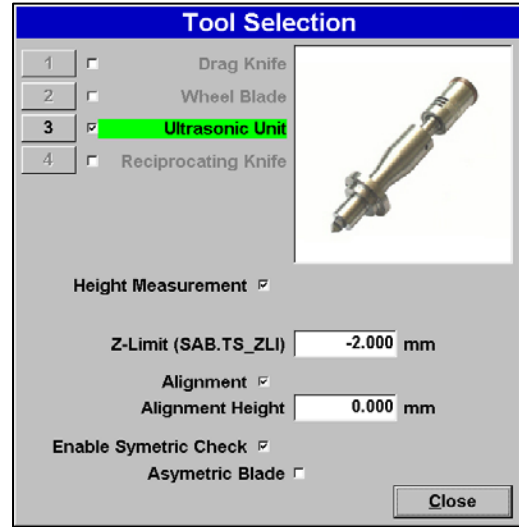 Tool Selection
1 Drag Knife
2 Wheel Blade
3 Ultrasonic Unit
4 Reciprocating Knife
Height Measurement
Z-Limit (SAB.TS_ZLI) -2.000 mm
Alignment
Alignment Height 0.000 mm
Enable Symetric Check
Asymetric Blade
Close